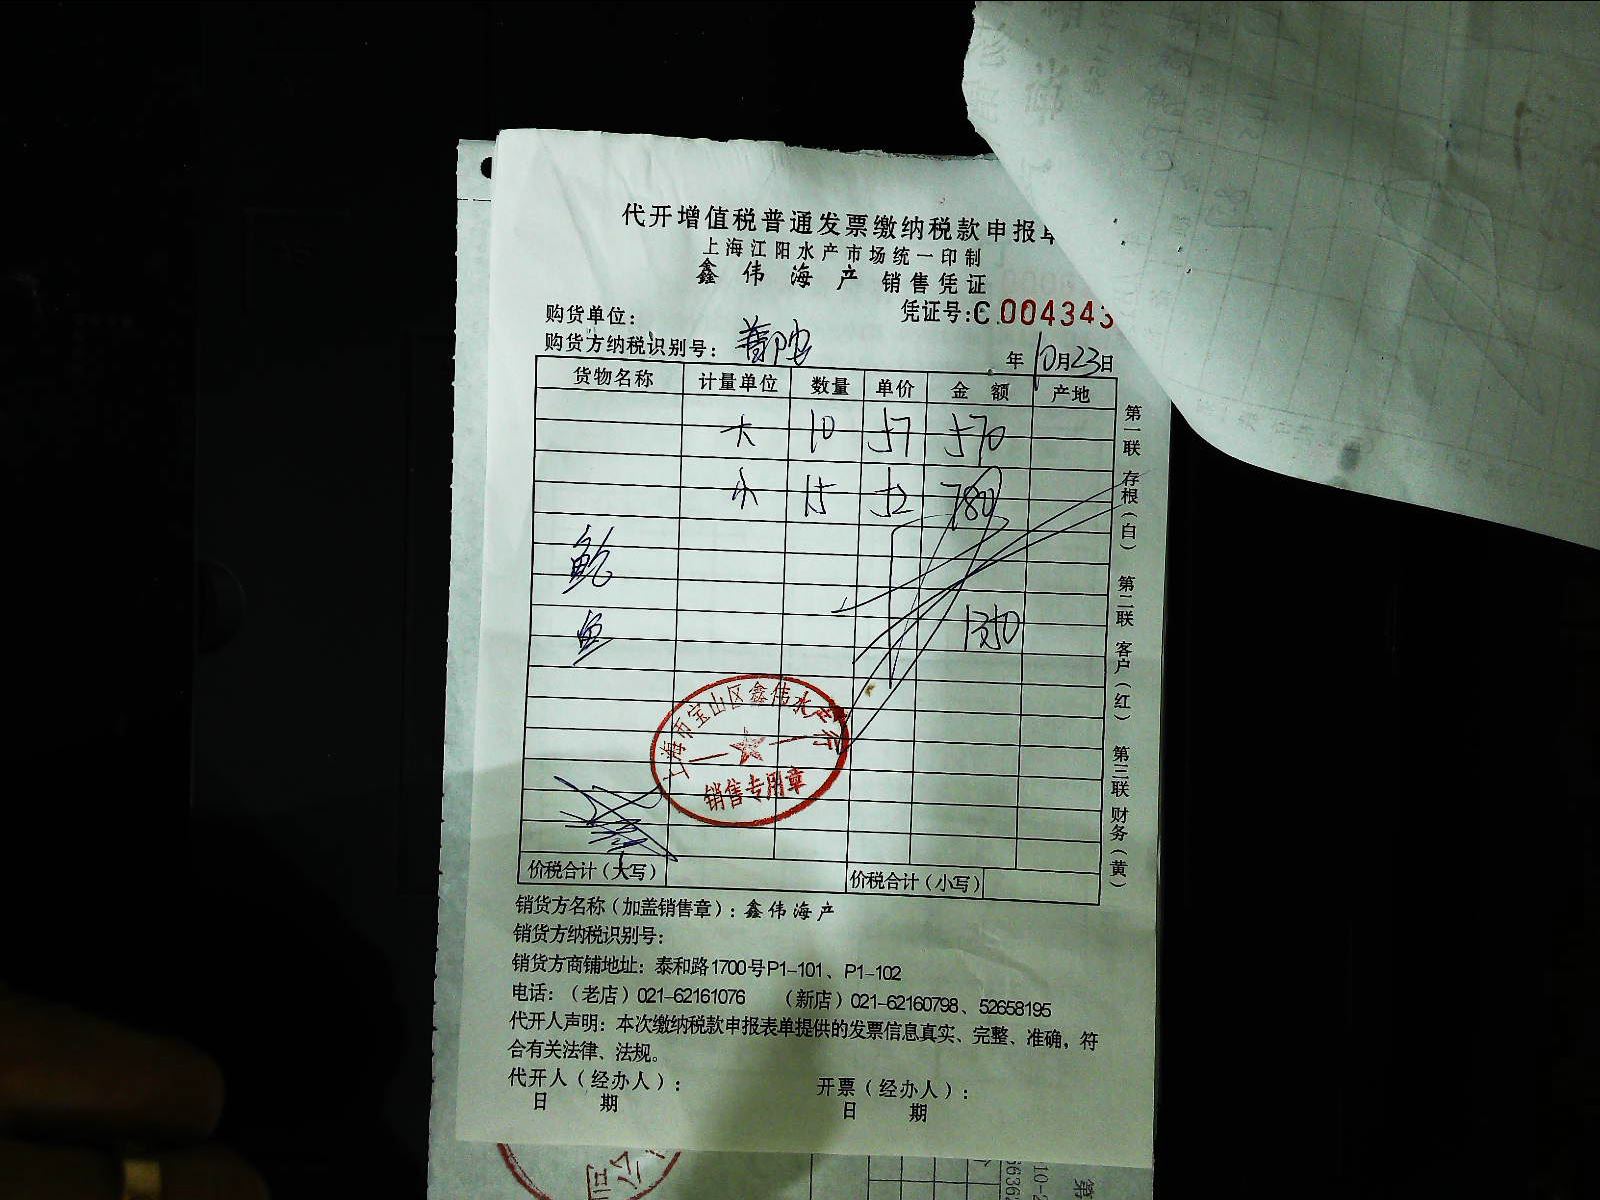 代开增值税普通发票缴纳税款申报单
上海江阳水产市场统一印制
鑫伟海产 销售凭证
购货单位：
凭证号：C 004343
购货方纳税识别号：
年 10月23日
货物名称 计量单位 数量 单价 金额 产地
大 10 57 570
小 15 52 780
鲍
鱼
1350
上海市宝山区鑫伟水产行
销售专用章
价税合计（大写） 价税合计（小写）
第一联 存根（白） 第二联 客户（红） 第三联 财务（黄）
销货方名称（加盖销售章）：鑫伟海产
销货方纳税识别号：
销货方商铺地址：泰和路1700号P1-101、P1-102
电话：（老店）021-62161076 （新店）021-62160798、52658195
代开人声明：本次缴纳税款申报表单提供的发票信息真实、完整、准确，符
合有关法律、法规。
代开人（经办人）： 开票（经办人）：
日 期 日 期
公司
第